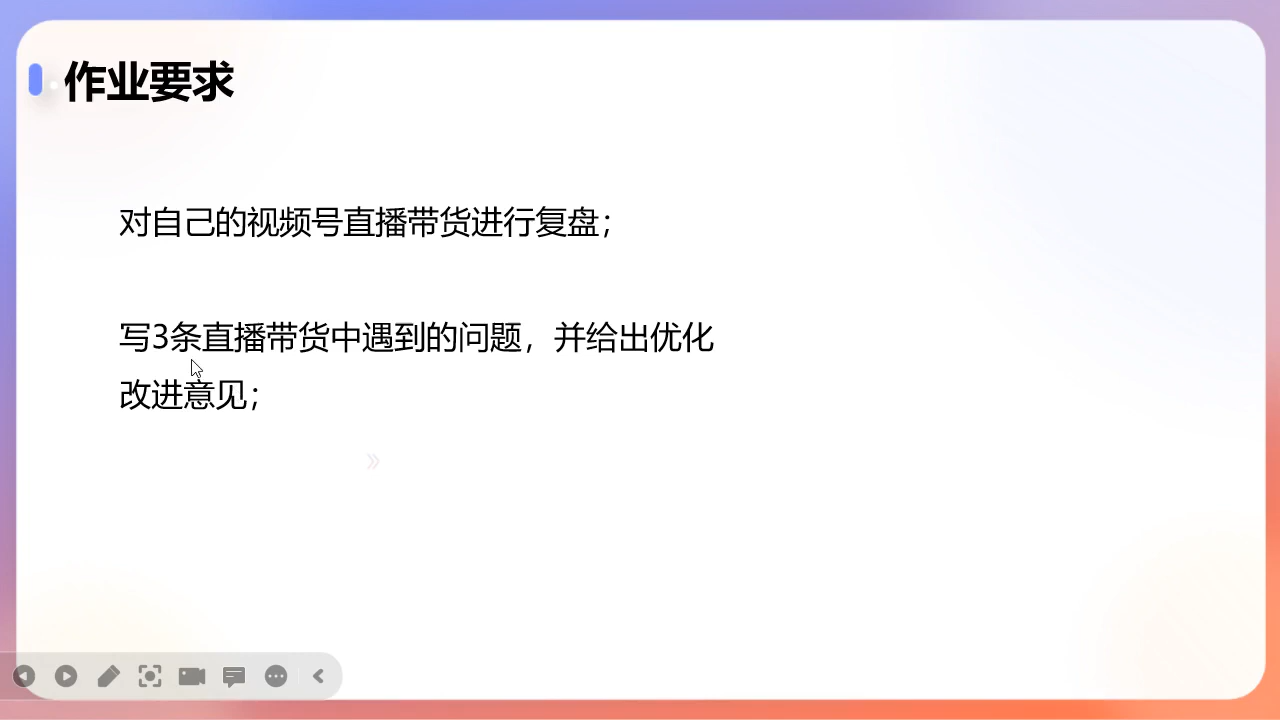 作业要求
对自己的视频号直播带货进行复盘；
写3条直播带货中遇到的问题，并给出优化
改进意见；